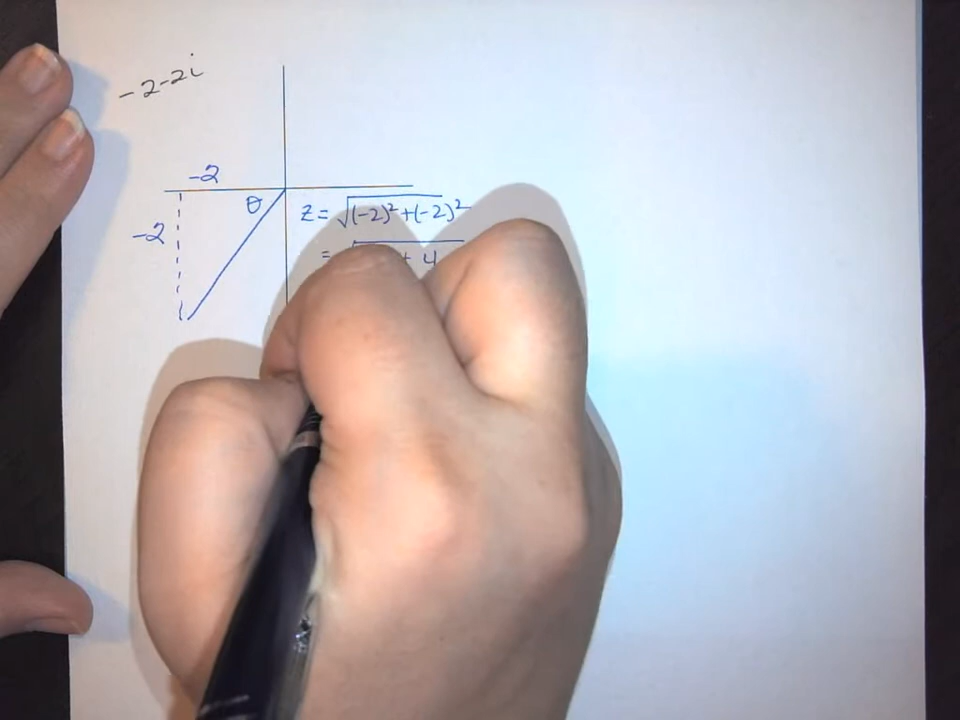 -2-2i
-2
θ
-2
z = √(-2)²+(-2)²
= + 4